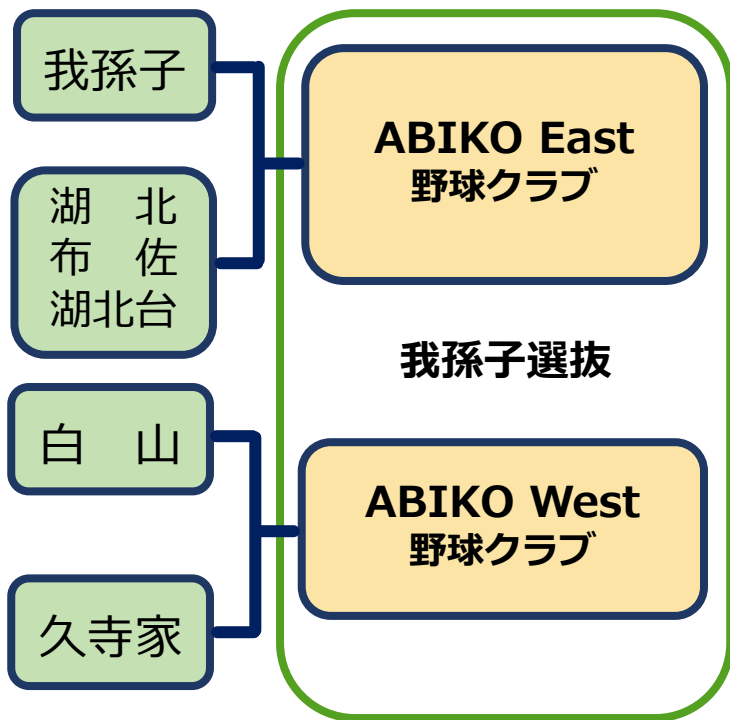 我孫子
湖　北
布　佐
湖北台
白　山
久寺家
ABIKO East
野球クラブ
我孫子選抜
ABIKO West
野球クラブ